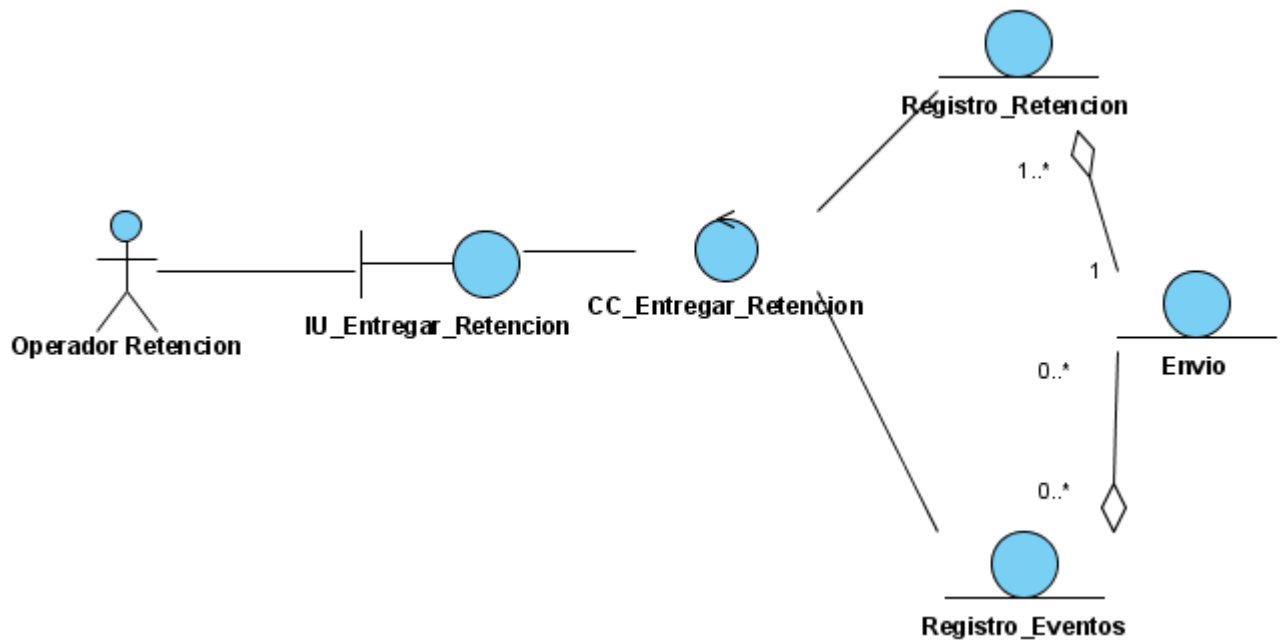 Registro_Retencion
1..*
1
Operador Retencion
IU_Entregar_Retencion
CC_Entregar_Retencion
Envio
0..*
0..*
Registro_Eventos